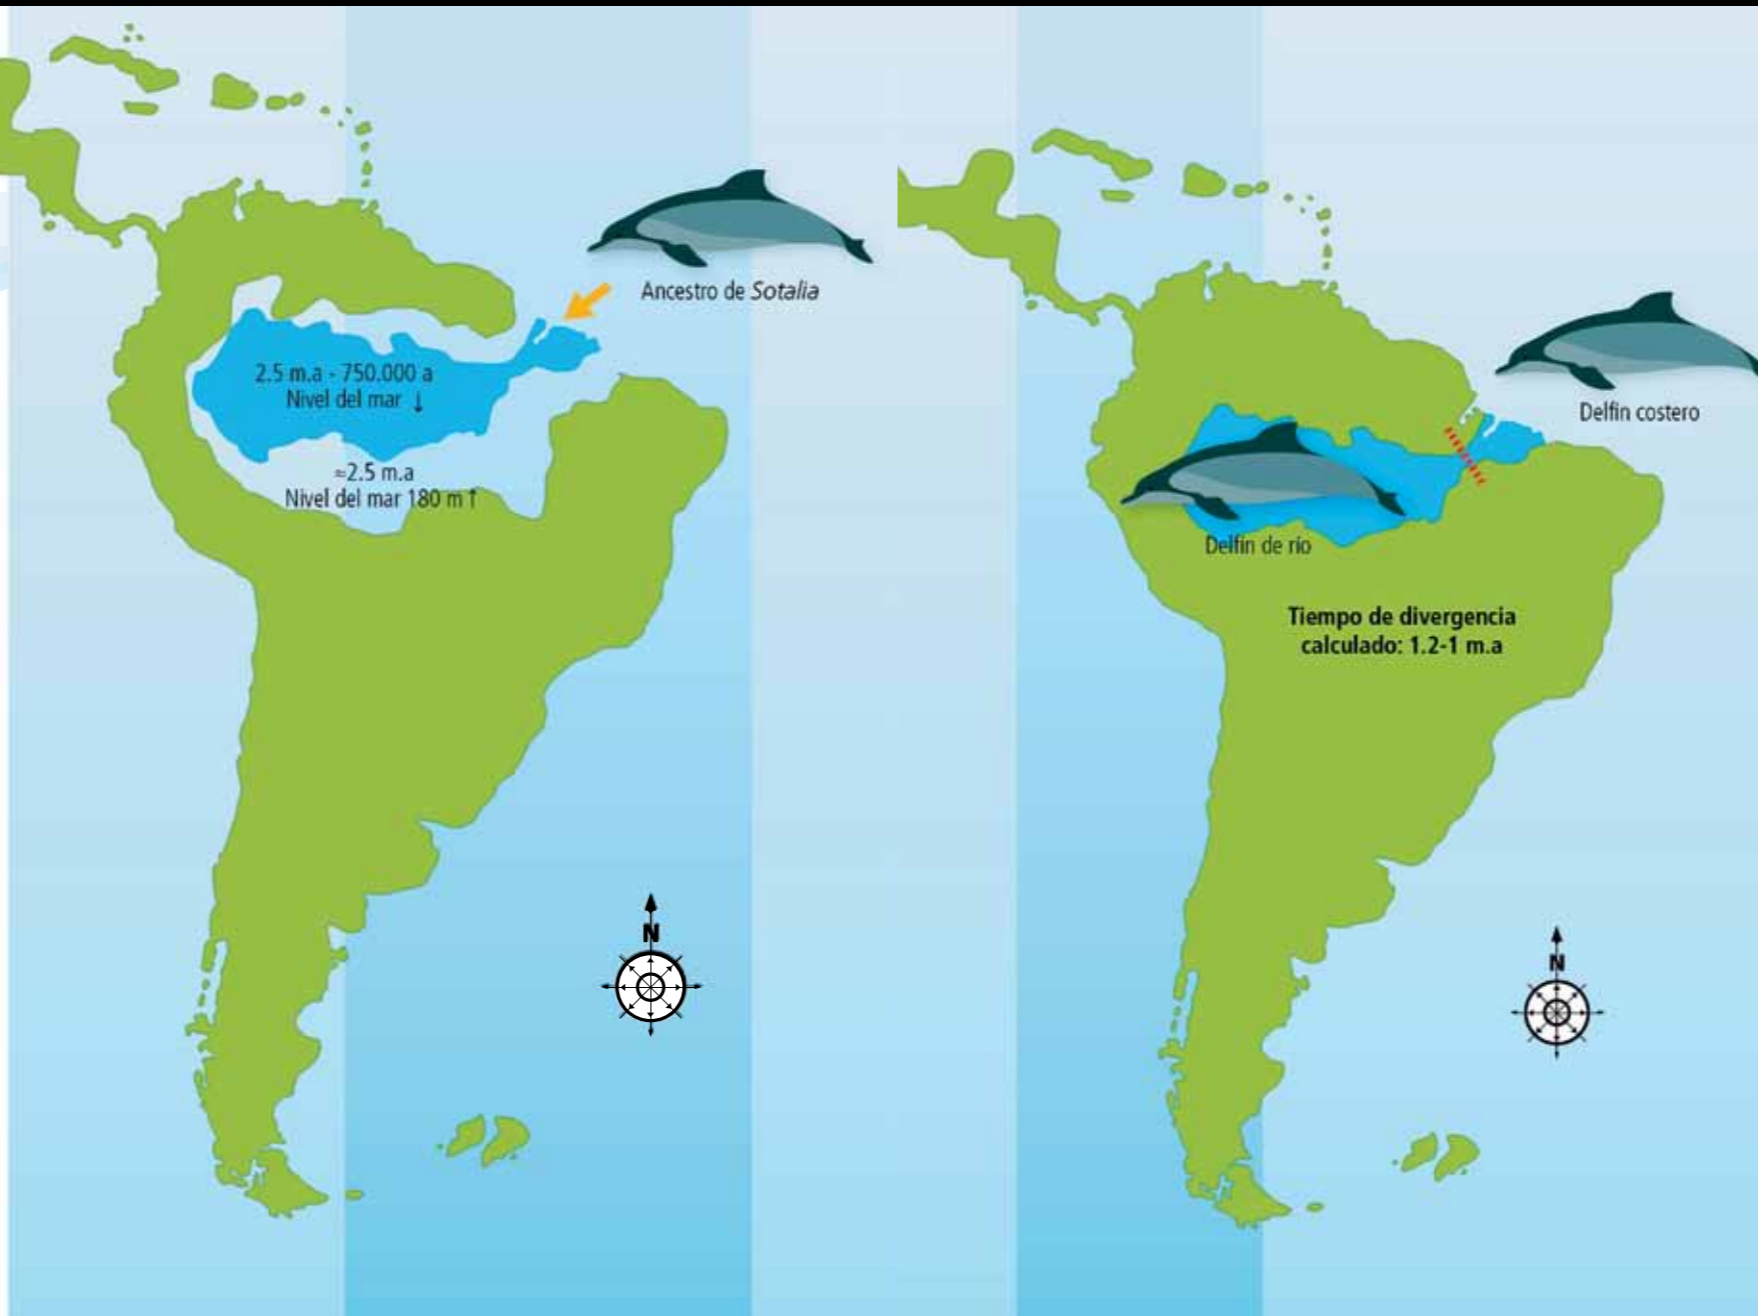 Ancestro de Sotalia
2.5 m.a - 750.000 a
Nivel del mar ↓
≈2.5 m.a
Nivel del mar 180 m ↑
N
Delfín costero
Delfín de río
Tiempo de divergencia
calculado: 1.2-1 m.a
N